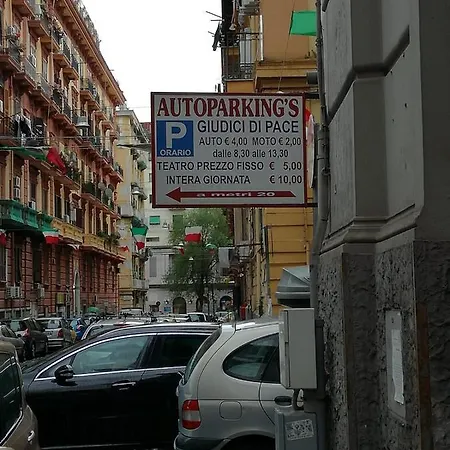 AUTOPARKING'S
P
ORARIO
GIUDICI DI PACE
AUTO € 4,00 MOTO € 2,00
dalle 8,30 alle 13,30
TEATRO PREZZO FISSO € 5,00
INTERA GIORNATA € 10,00
a metri 20